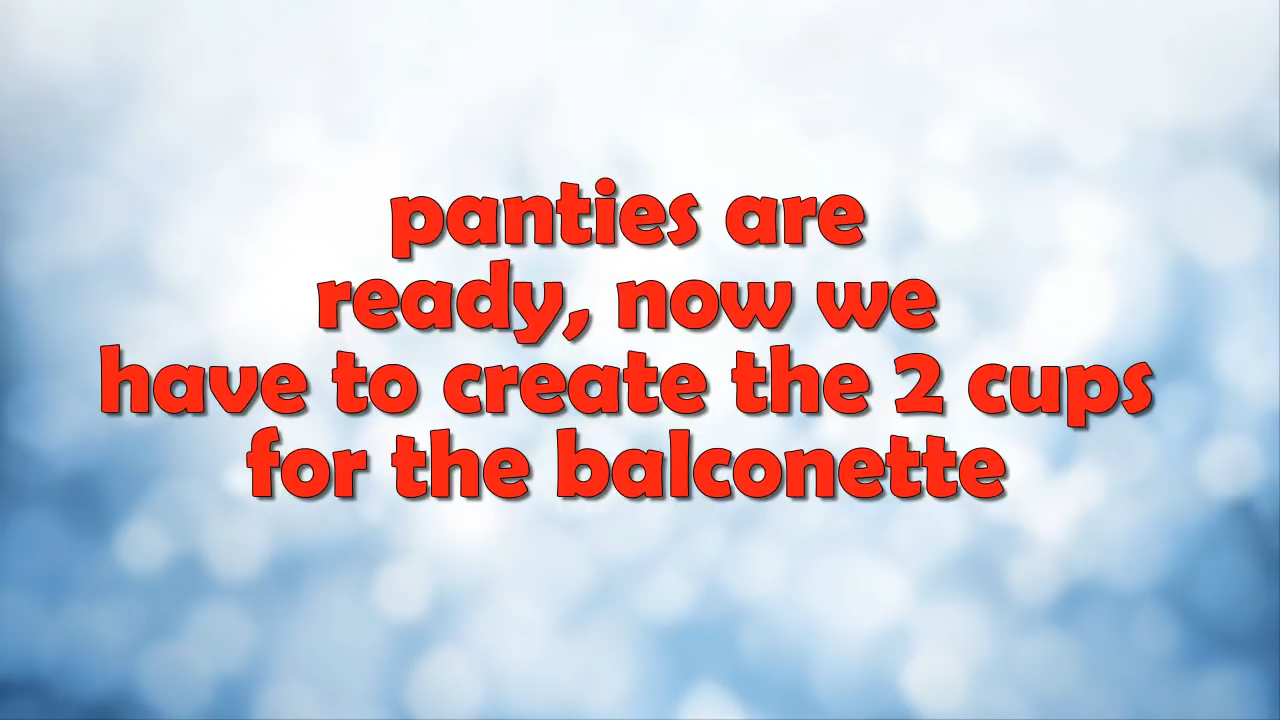 panties are
ready, now we
have to create the 2 cups
for the balconette